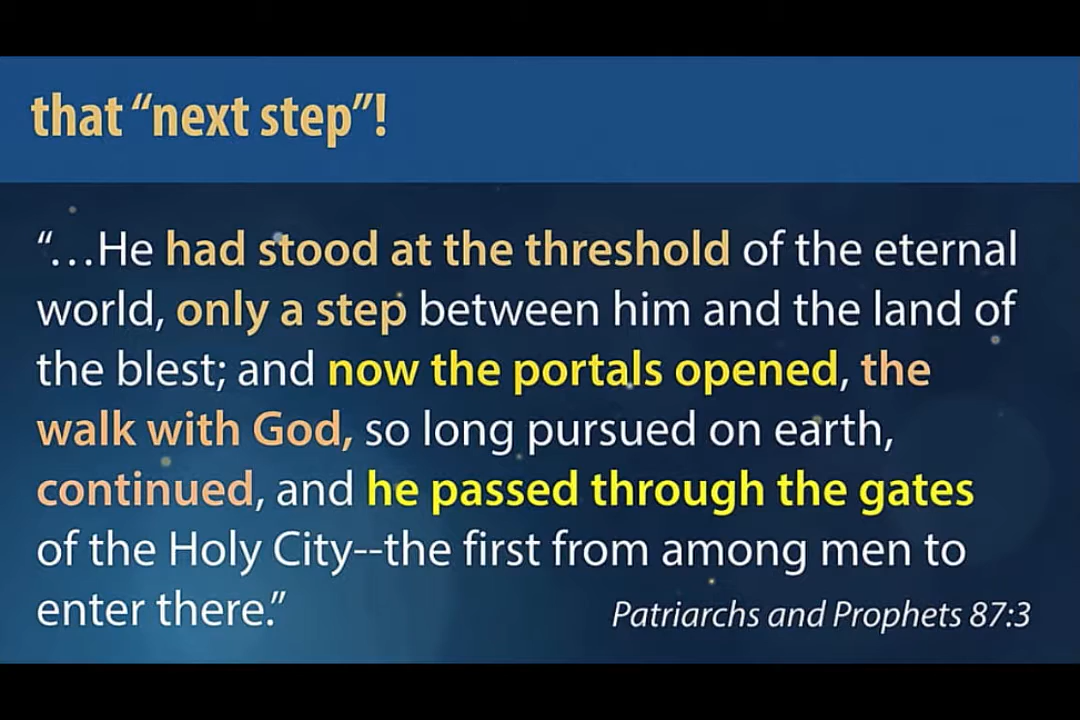 that “next step”!
“…He had stood at the threshold of the eternal
world, only a step between him and the land of
the blest; and now the portals opened, the
walk with God, so long pursued on earth,
continued, and he passed through the gates
of the Holy City--the first from among men to
enter there.”
Patriarchs and Prophets 87:3